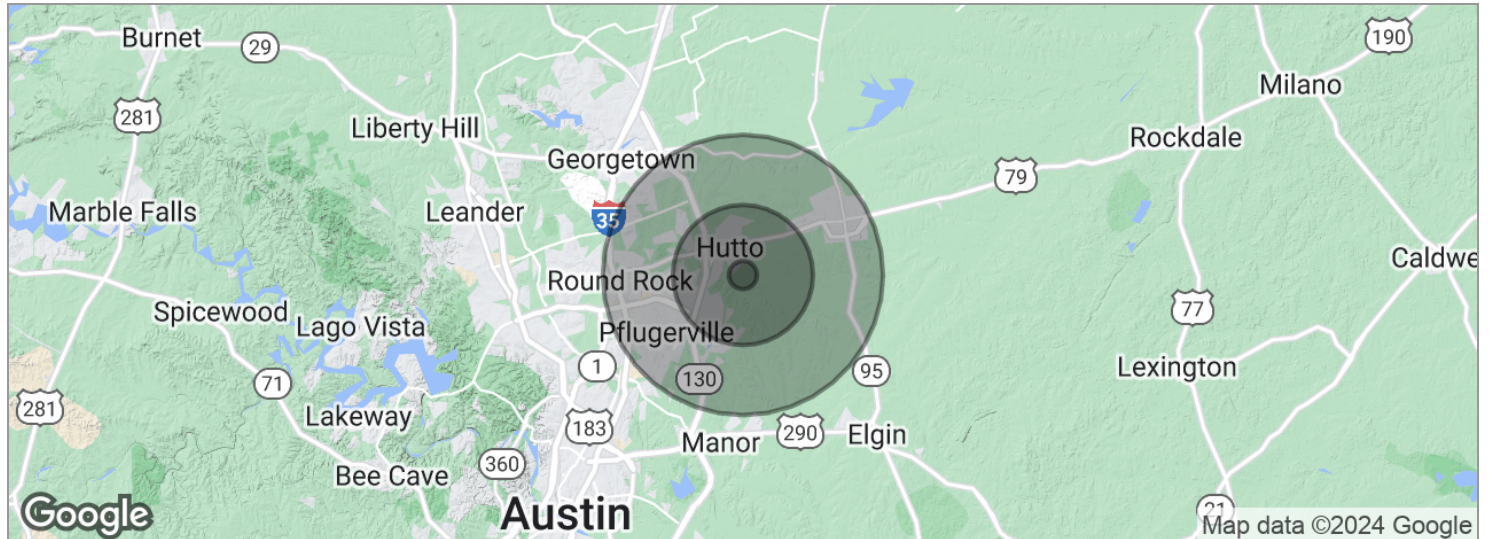 Burnet
29
190
281
Milano
Liberty Hill
Rockdale
Georgetown
79
Marble Falls
Leander
35
Hutto
Caldwe
Round Rock
Spicewood
77
Lago Vista
Pflugerville
1
Lexington
71
130
95
281
Lakeway
183
Manor
290
Elgin
360
Bee Cave
Austin
21
Google
Map data ©2024 Google